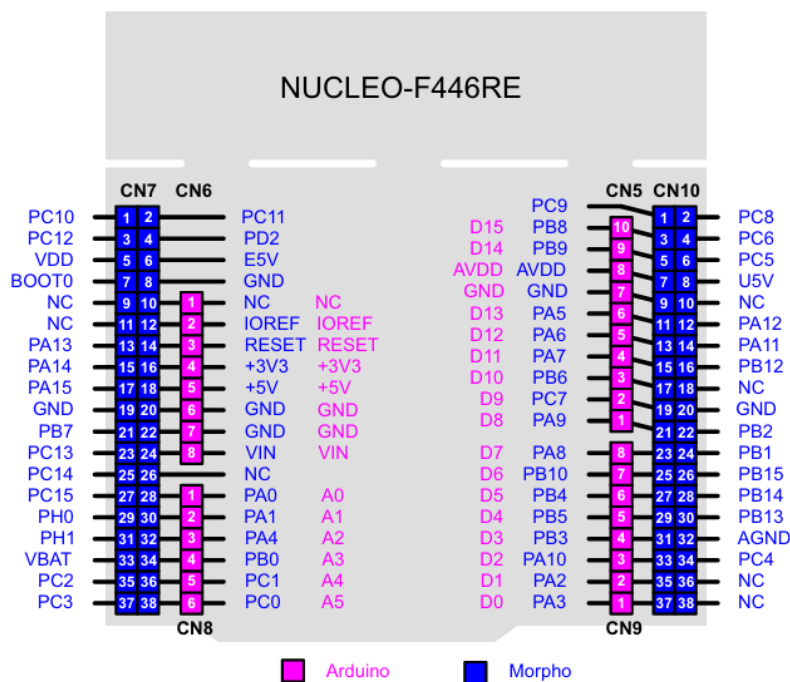 NUCLEO-F446RE
CN7 CN6 CN5 CN10
PC9
PC10 1 2 PC11 D15 PB8 10 1 2 PC8
PC12 3 4 PD2 D14 PB9 9 3 4 PC6
VDD 5 6 E5V AVDD AVDD 8 5 6 PC5
BOOT0 7 8 GND GND GND 7 7 8 U5V
NC 9 10 1 NC NC D13 PA5 6 9 10 NC
NC 11 12 2 IOREF IOREF D12 PA6 5 11 12 PA12
PA13 13 14 3 RESET RESET D11 PA7 4 13 14 PA11
PA14 15 16 4 +3V3 +3V3 D10 PB6 3 15 16 PB12
PA15 17 18 5 +5V +5V D9 PC7 2 17 18 NC
GND 19 20 6 GND GND D8 PA9 1 19 20 GND
PB7 21 22 7 GND GND 21 22 PB2
PC13 23 24 8 VIN VIN D7 PA8 8 23 24 PB1
PC14 25 26 NC D6 PB10 7 25 26 PB15
PC15 27 28 1 PA0 A0 D5 PB4 6 27 28 PB14
PH0 29 30 2 PA1 A1 D4 PB5 5 29 30 PB13
PH1 31 32 3 PA4 A2 D3 PB3 4 31 32 AGND
VBAT 33 34 4 PB0 A3 D2 PA10 3 33 34 PC4
PC2 35 36 5 PC1 A4 D1 PA2 2 35 36 NC
PC3 37 38 6 PC0 A5 D0 PA3 1 37 38 NC
CN8 CN9
Arduino Morpho